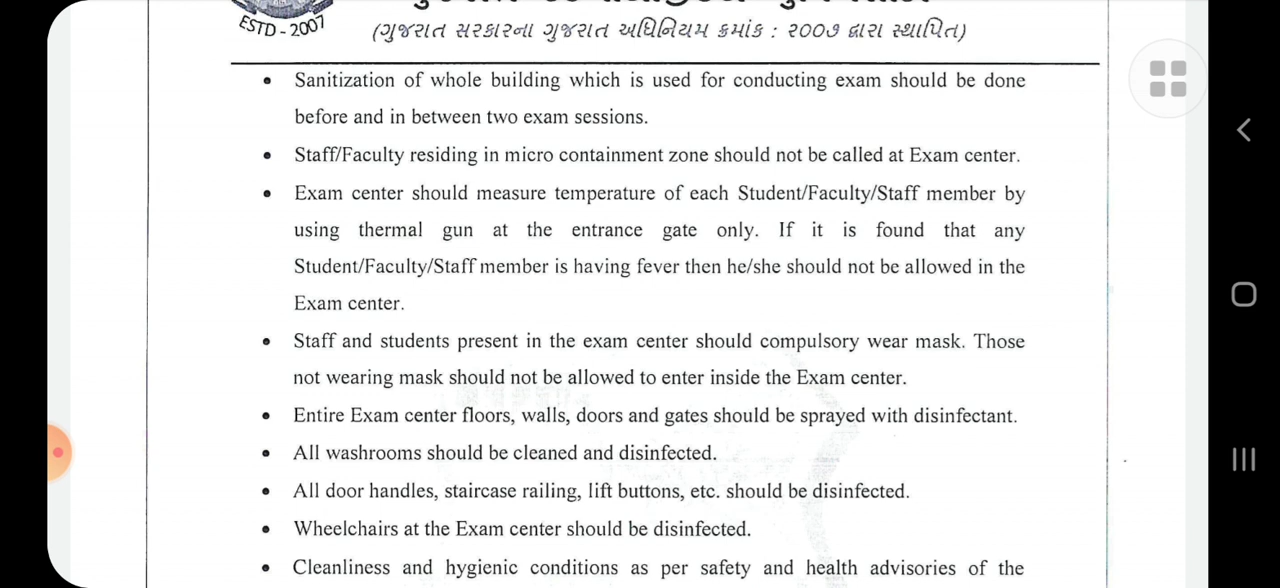 ESTD - 2007
(ગુજરાત સરકારના ગુજરાત અધિનિયમ ક્રમાંક : ૨૦૦૭ દ્વારા સ્થાપિત)
• Sanitization of whole building which is used for conducting exam should be done
before and in between two exam sessions.
• Staff/Faculty residing in micro containment zone should not be called at Exam center.
• Exam center should measure temperature of each Student/Faculty/Staff member by
using thermal gun at the entrance gate only. If it is found that any
Student/Faculty/Staff member is having fever then he/she should not be allowed in the
Exam center.
• Staff and students present in the exam center should compulsory wear mask. Those
not wearing mask should not be allowed to enter inside the Exam center.
• Entire Exam center floors, walls, doors and gates should be sprayed with disinfectant.
• All washrooms should be cleaned and disinfected.
• All door handles, staircase railing, lift buttons, etc. should be disinfected.
• Wheelchairs at the Exam center should be disinfected.
• Cleanliness and hygienic conditions as per safety and health advisories of the